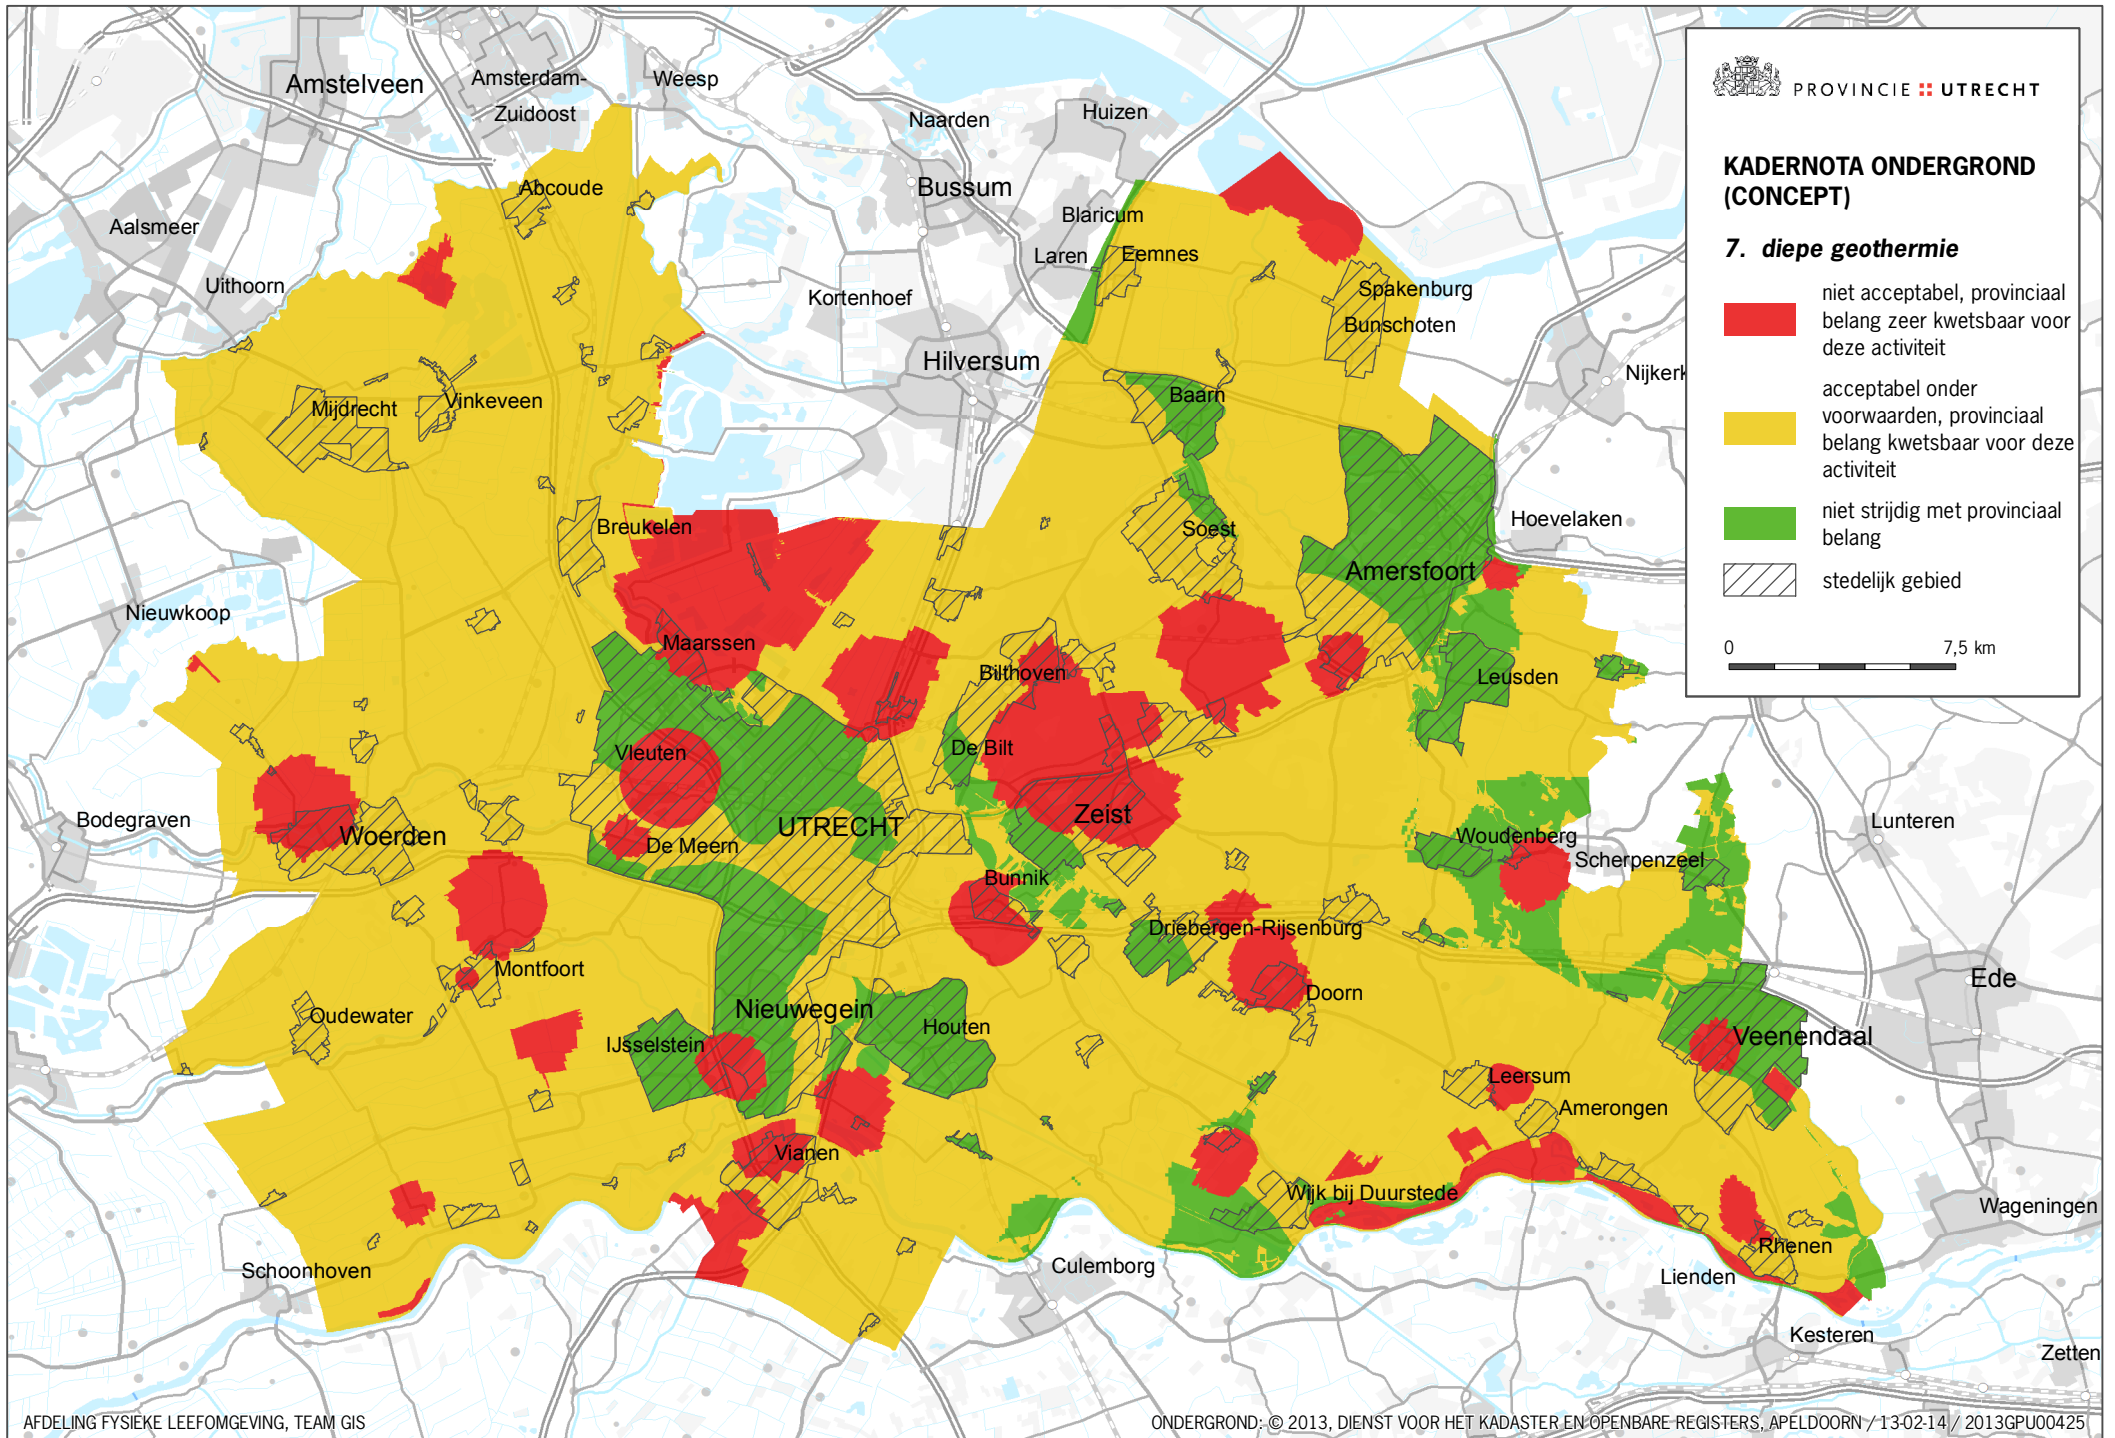 Amstelveen
Amsterdam-
Zuidoost
Weesp
Naarden
Huizen
Bussum
Abcoude
Aalsmeer
Blaricum
Laren
Eemnes
Uithoorn
Kortenhoef
Spakenburg
Bunschoten
Hilversum
Nijkerk
Mijdrecht
Vinkeveen
Baarn
Breukelen
Soest
Hoevelaken
Amersfoort
Nieuwkoop
Maarssen
Bilthoven
Leusden
Vleuten
De Bilt
Bodegraven
Woerden
UTRECHT
Zeist
De Meern
Woudenberg
Scherpenzeel
Lunteren
Bunnik
Driebergen-Rijsenburg
Montfoort
Ede
Doorn
Oudewater
Nieuwegein
Houten
IJsselstein
Veenendaal
Leersum
Amerongen
Vianen
Wijk bij Duurstede
Wageningen
Rhenen
Schoonhoven
Culemborg
Lienden
Kesteren
Zetten
PROVINCIE UTRECHT
KADERNOTA ONDERGROND
(CONCEPT)
7. diepe geothermie
niet acceptabel, provinciaal
belang zeer kwetsbaar voor
deze activiteit
acceptabel onder
voorwaarden, provinciaal
belang kwetsbaar voor deze
activiteit
niet strijdig met provinciaal
belang
stedelijk gebied
0 7,5 km
AFDELING FYSIEKE LEEFOMGEVING, TEAM GIS
ONDERGROND: © 2013, DIENST VOOR HET KADASTER EN OPENBARE REGISTERS, APELDOORN / 13-02-14 / 2013GPU00425